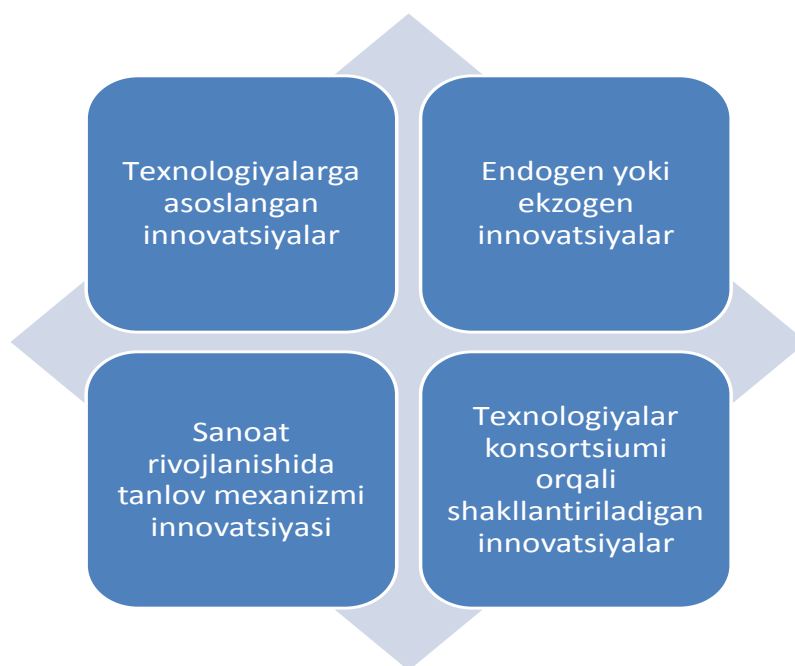 Texnologiyalarga
asoslangan
innovatsiyalar
Endogen yoki
ekzogen
innovatsiyalar
Sanoat
rivojlanishida
tanlov mexanizmi
innovatsiyasi
Texnologiyalar
konsortsiumi
orqali
shakllantiriladigan
innovatsiyalar